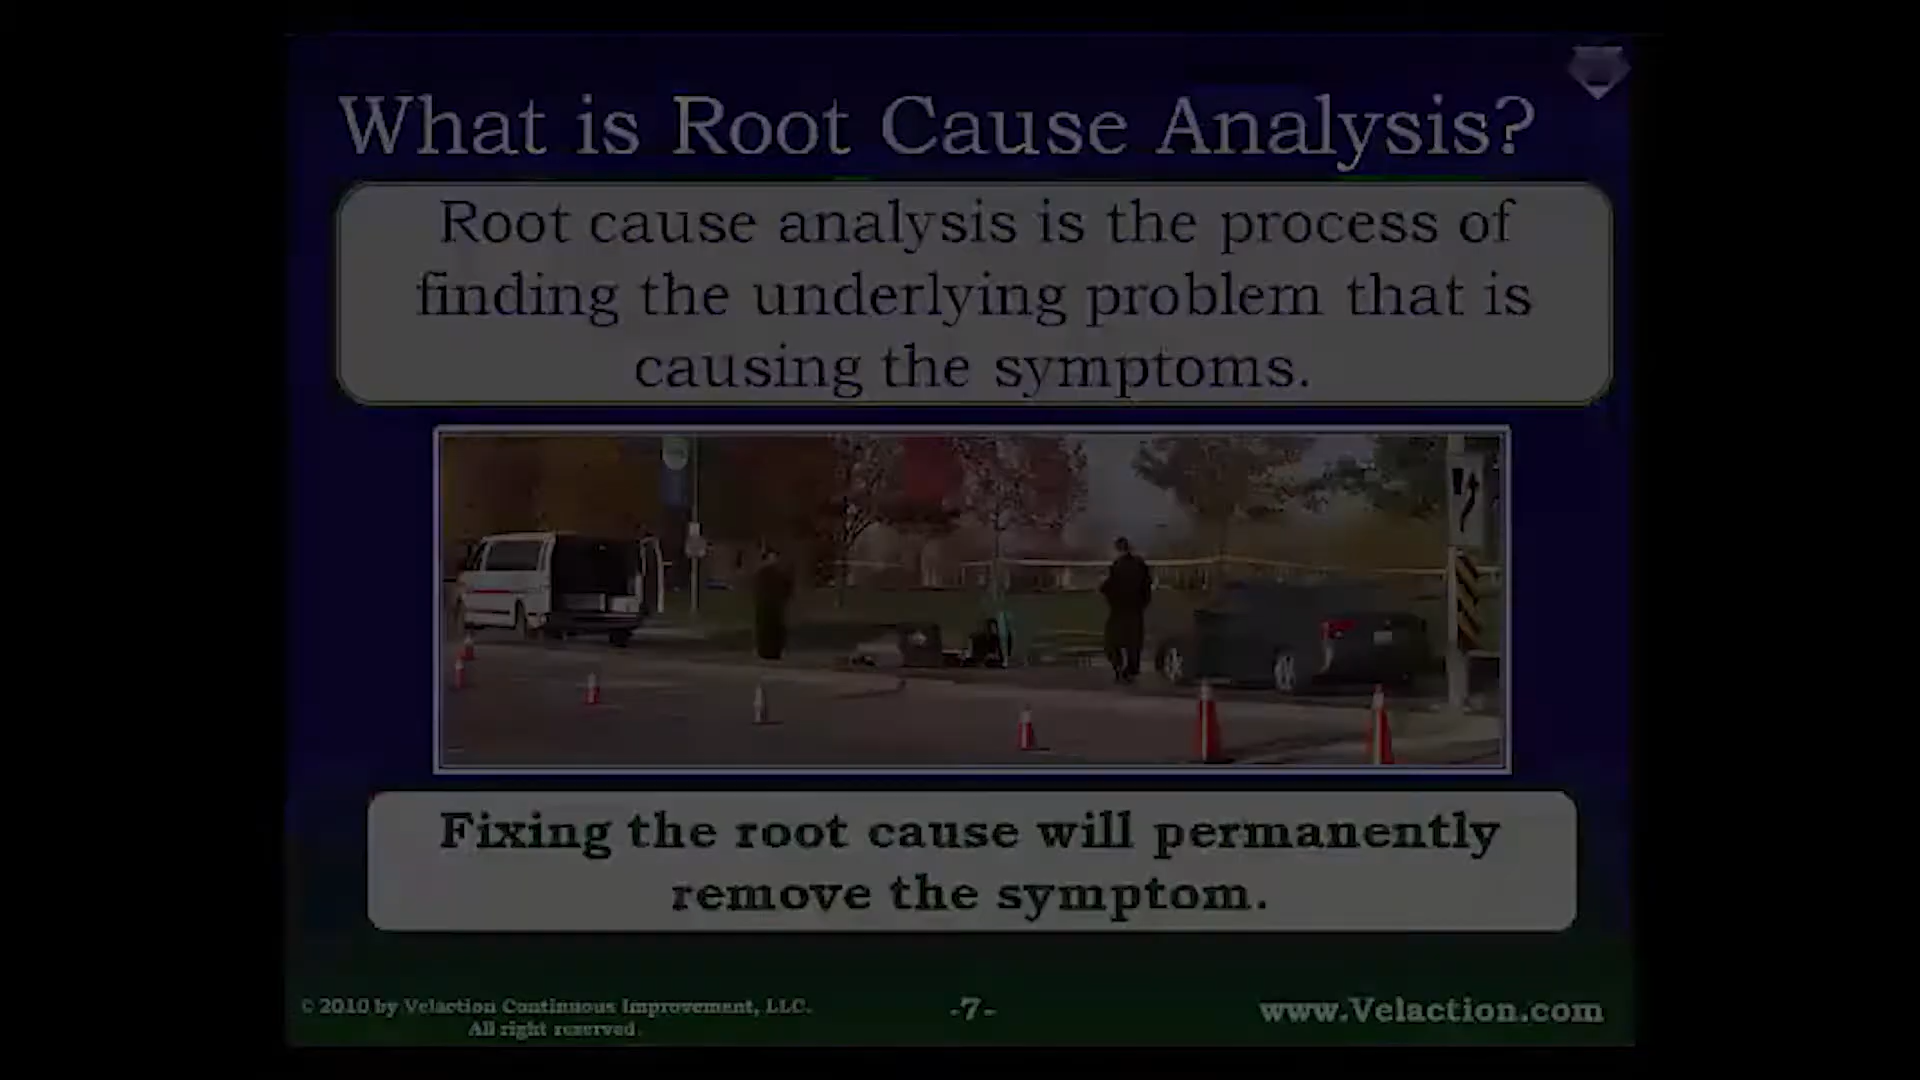 What is Root Cause Analysis?
Root cause analysis is the process of
finding the underlying problem that is
causing the symptoms.
Fixing the root cause will permanently
remove the symptom.
© 2010 by Velaction Continuous Improvement, LLC.
All right reserved.
-7-
www.Velaction.com